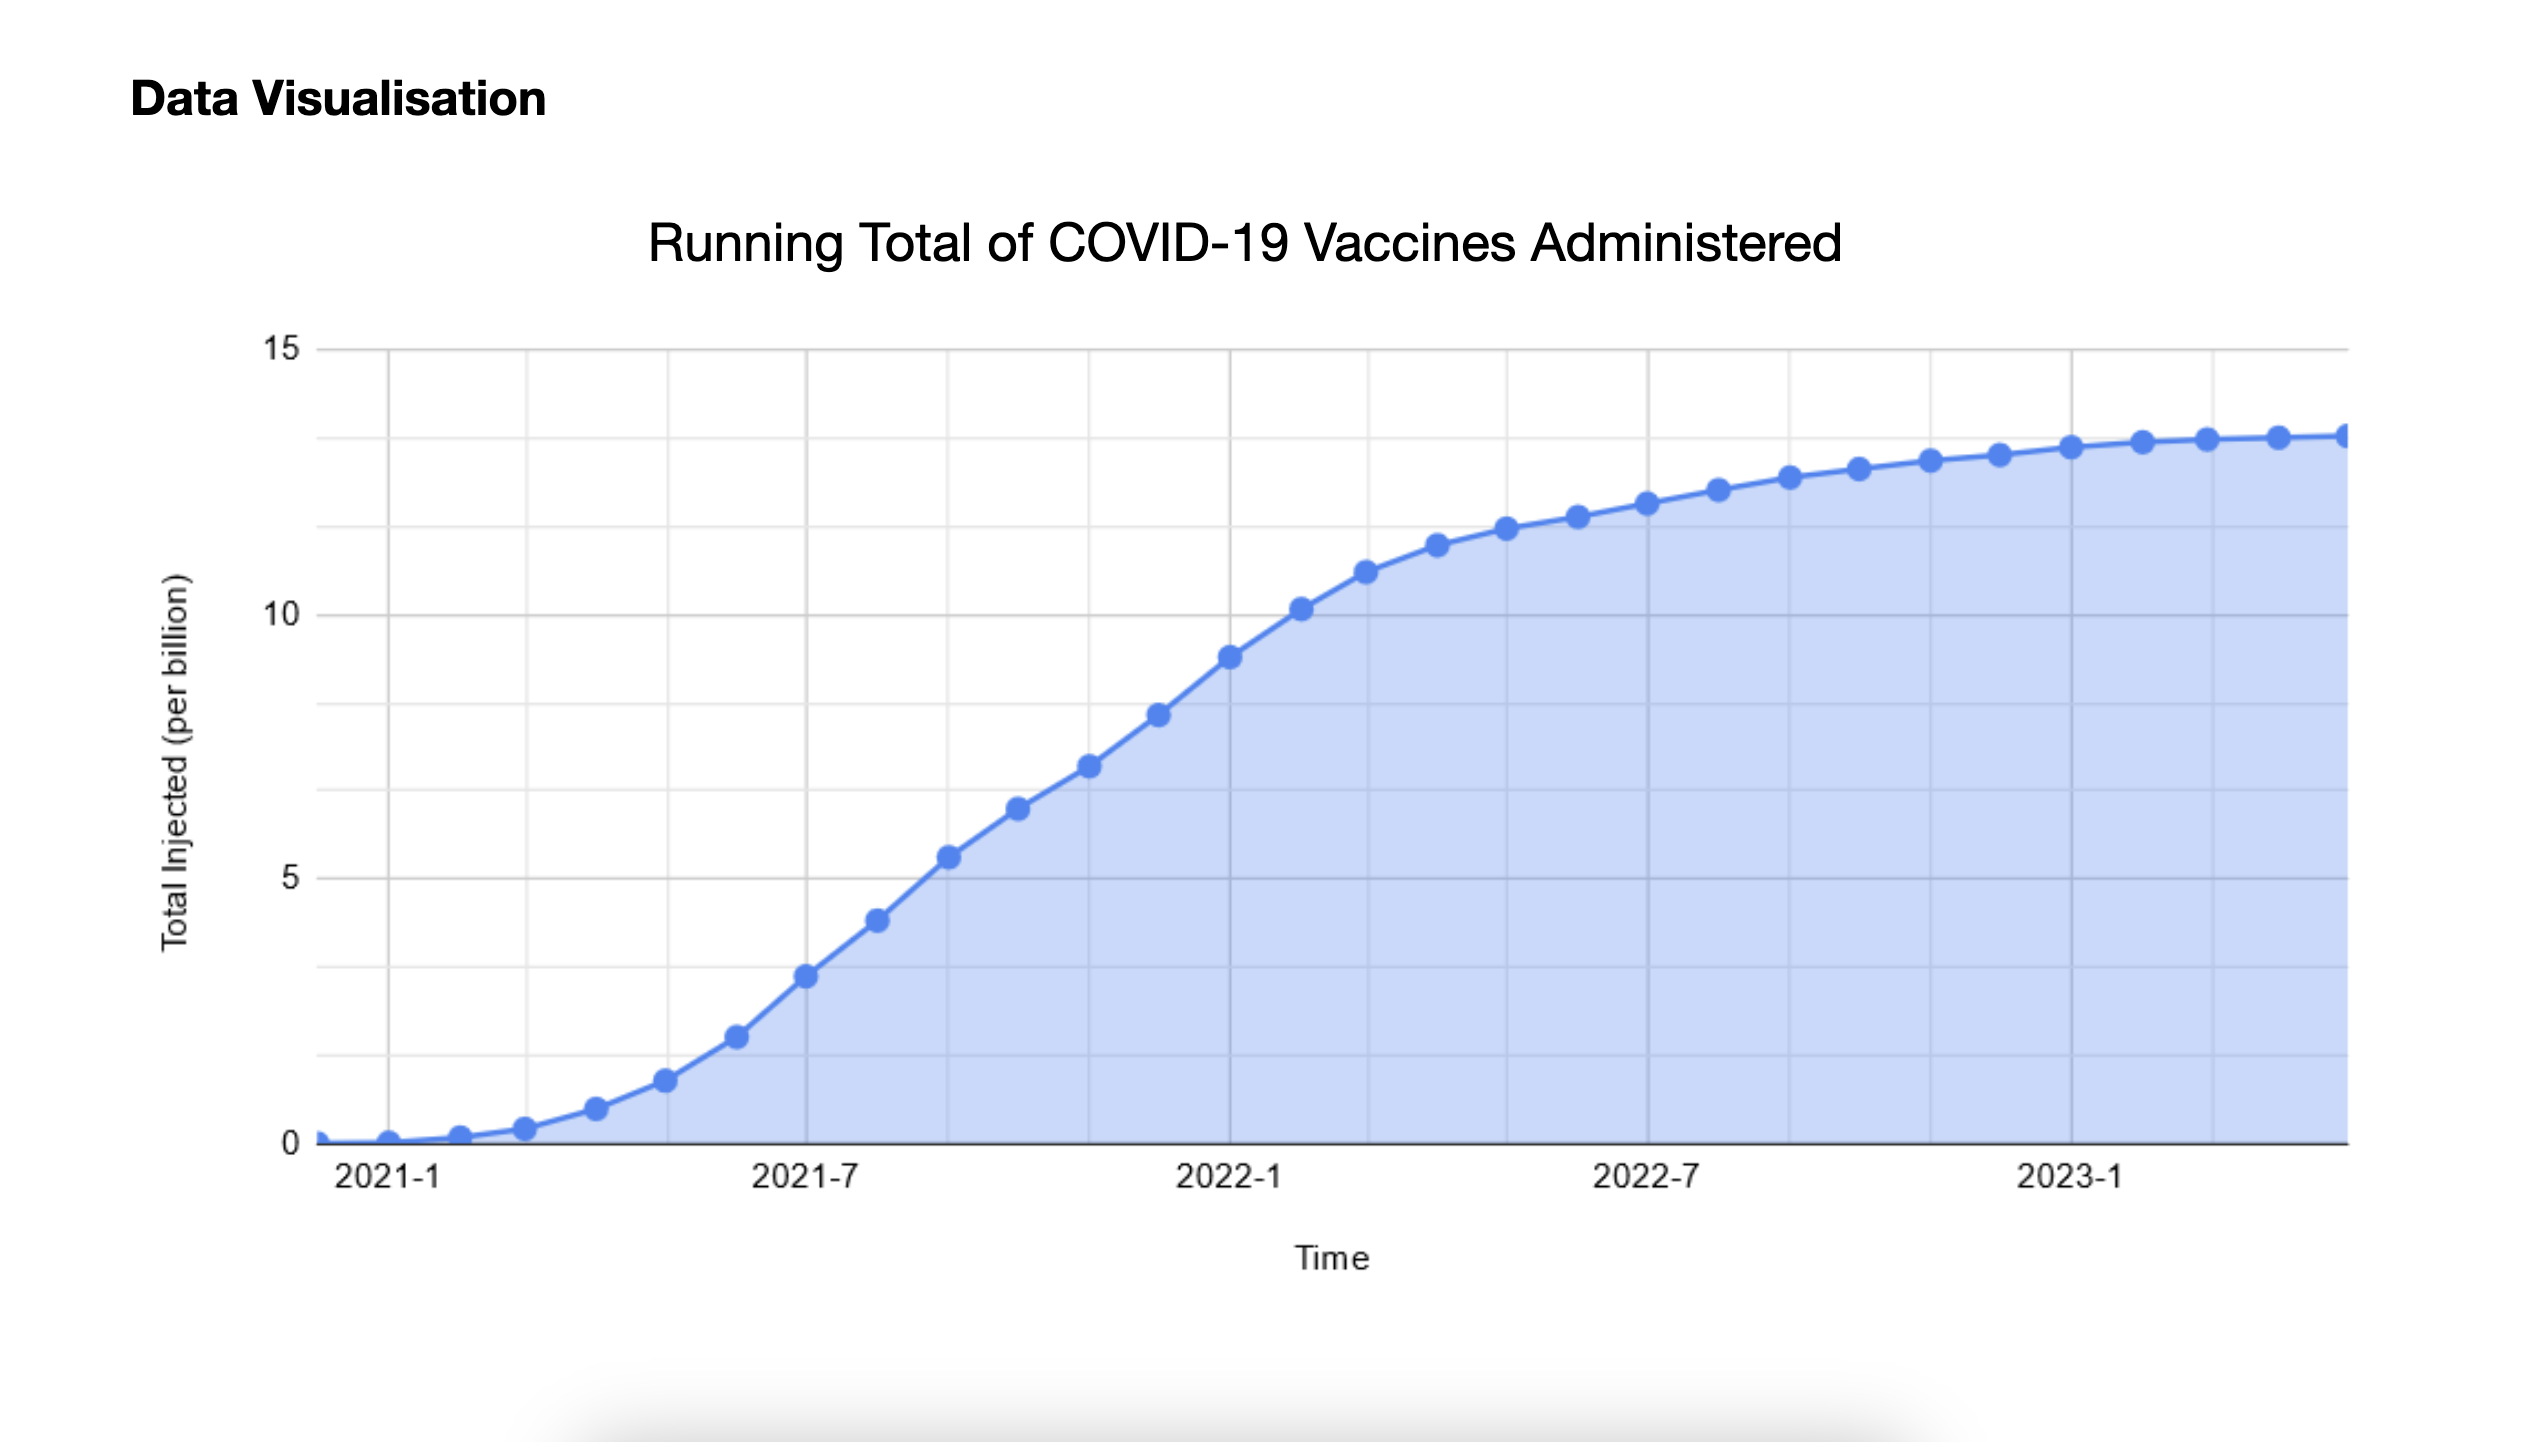 Data Visualisation
Running Total of COVID-19 Vaccines Administered
Total Injected (per billion)
15
10
5
0
2021-1 2021-7 2022-1 2022-7 2023-1
Time